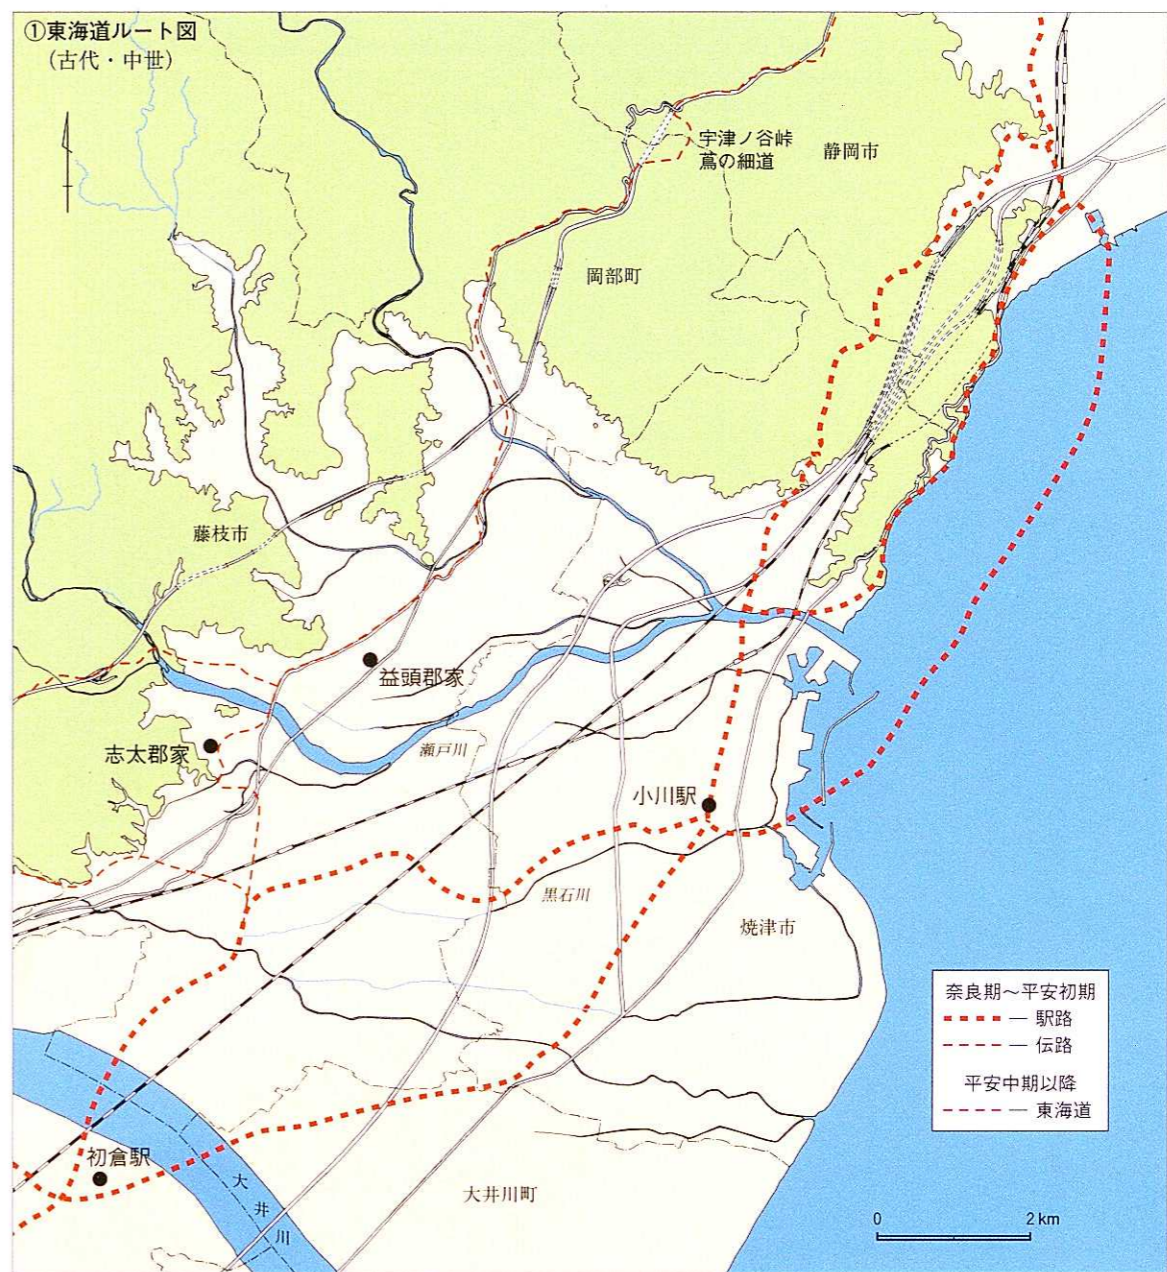 ①東海道ルート図
（古代・中世）
宇津ノ谷峠
蔦の細道
静岡市
岡部町
藤枝市
益頭郡家
志太郡家
瀬戸川
小川駅
黒石川
焼津市
初倉駅
大井川
大井川町
奈良期〜平安初期
駅路
伝路
平安中期以降
東海道
0 2 km